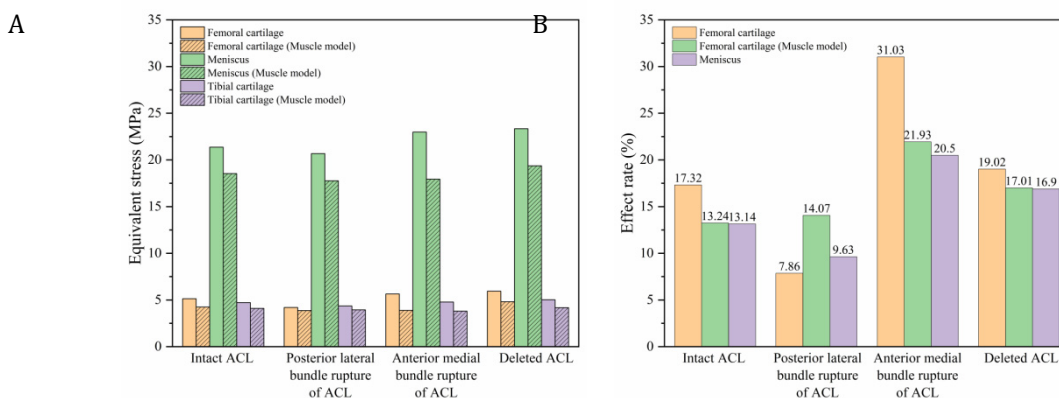 A
B
35
30
25
20
15
10
5
0
Equivalent stress (MPa)
Femoral cartilage
Femoral cartilage (Muscle model)
Meniscus
Meniscus (Muscle model)
Tibial cartilage
Tibial cartilage (Muscle model)
Intact ACL
Posterior lateral
bundle rupture
of ACL
Anterior medial
bundle rupture
of ACL
Deleted ACL
35
30
25
20
15
10
5
0
Effect rate (%)
Femoral cartilage
Femoral cartilage (Muscle model)
Meniscus
17.32
13.24
13.14
7.86
14.07
9.63
31.03
21.93
20.5
19.02
17.01
16.9
Intact ACL
Posterior lateral
bundle rupture
of ACL
Anterior medial
bundle rupture
of ACL
Deleted ACL